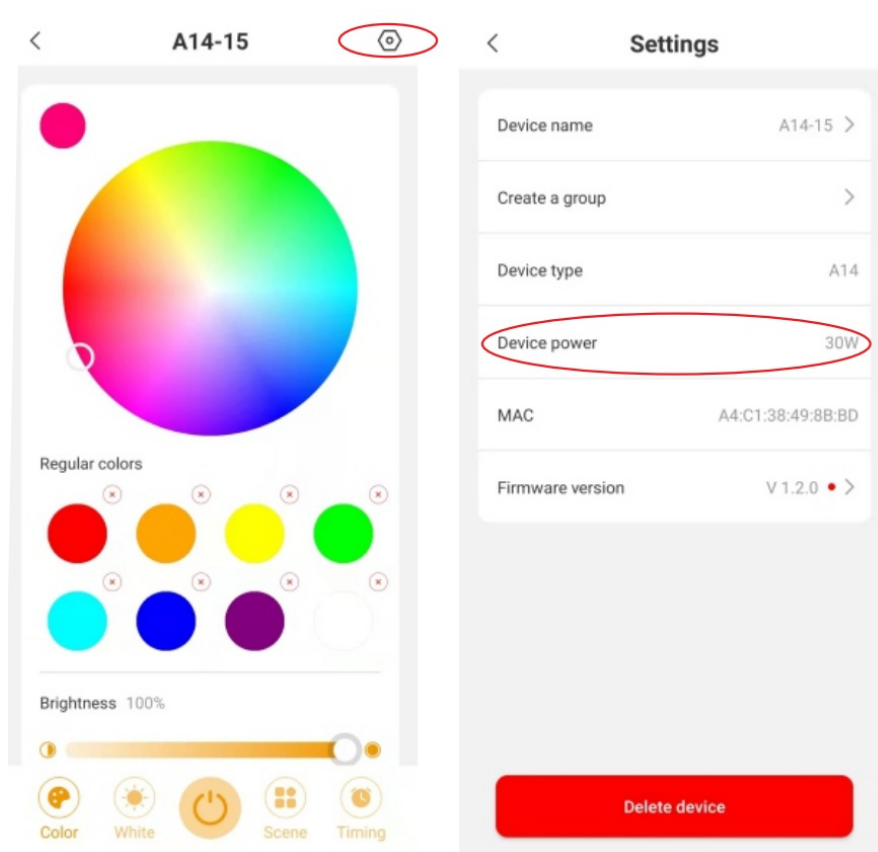 A14-15
Regular colors
Brightness 100%
Color White Scene Timing
Settings
Device name A14-15
Create a group
Device type A14
Device power 30W
MAC A4:C1:38:49:8B:BD
Firmware version V 1.2.0
Delete device